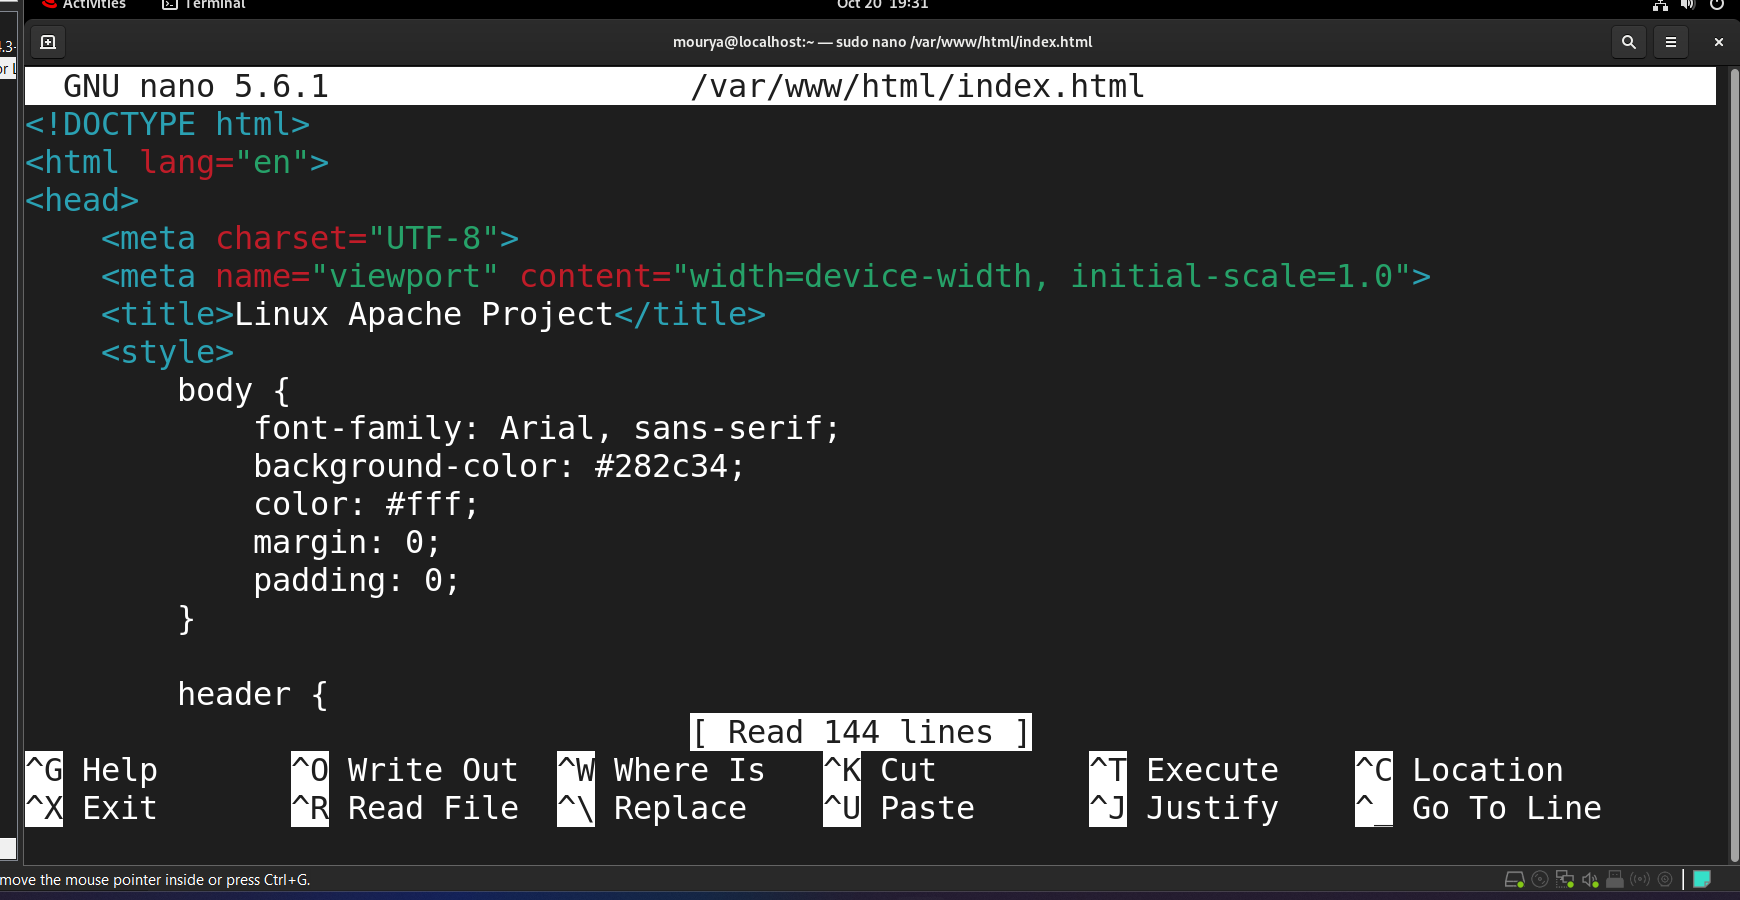 Activities Terminal Oct 20 19:31
mourya@localhost:~ — sudo nano /var/www/html/index.html
GNU nano 5.6.1 /var/www/html/index.html
<!DOCTYPE html>
<html lang="en">
<head>
    <meta charset="UTF-8">
    <meta name="viewport" content="width=device-width, initial-scale=1.0">
    <title>Linux Apache Project</title>
    <style>
        body {
            font-family: Arial, sans-serif;
            background-color: #282c34;
            color: #fff;
            margin: 0;
            padding: 0;
        }
        header {
[ Read 144 lines ]
^G Help ^O Write Out ^W Where Is ^K Cut ^T Execute ^C Location
^X Exit ^R Read File ^\ Replace ^U Paste ^J Justify ^_ Go To Line
move the mouse pointer inside or press Ctrl+G.